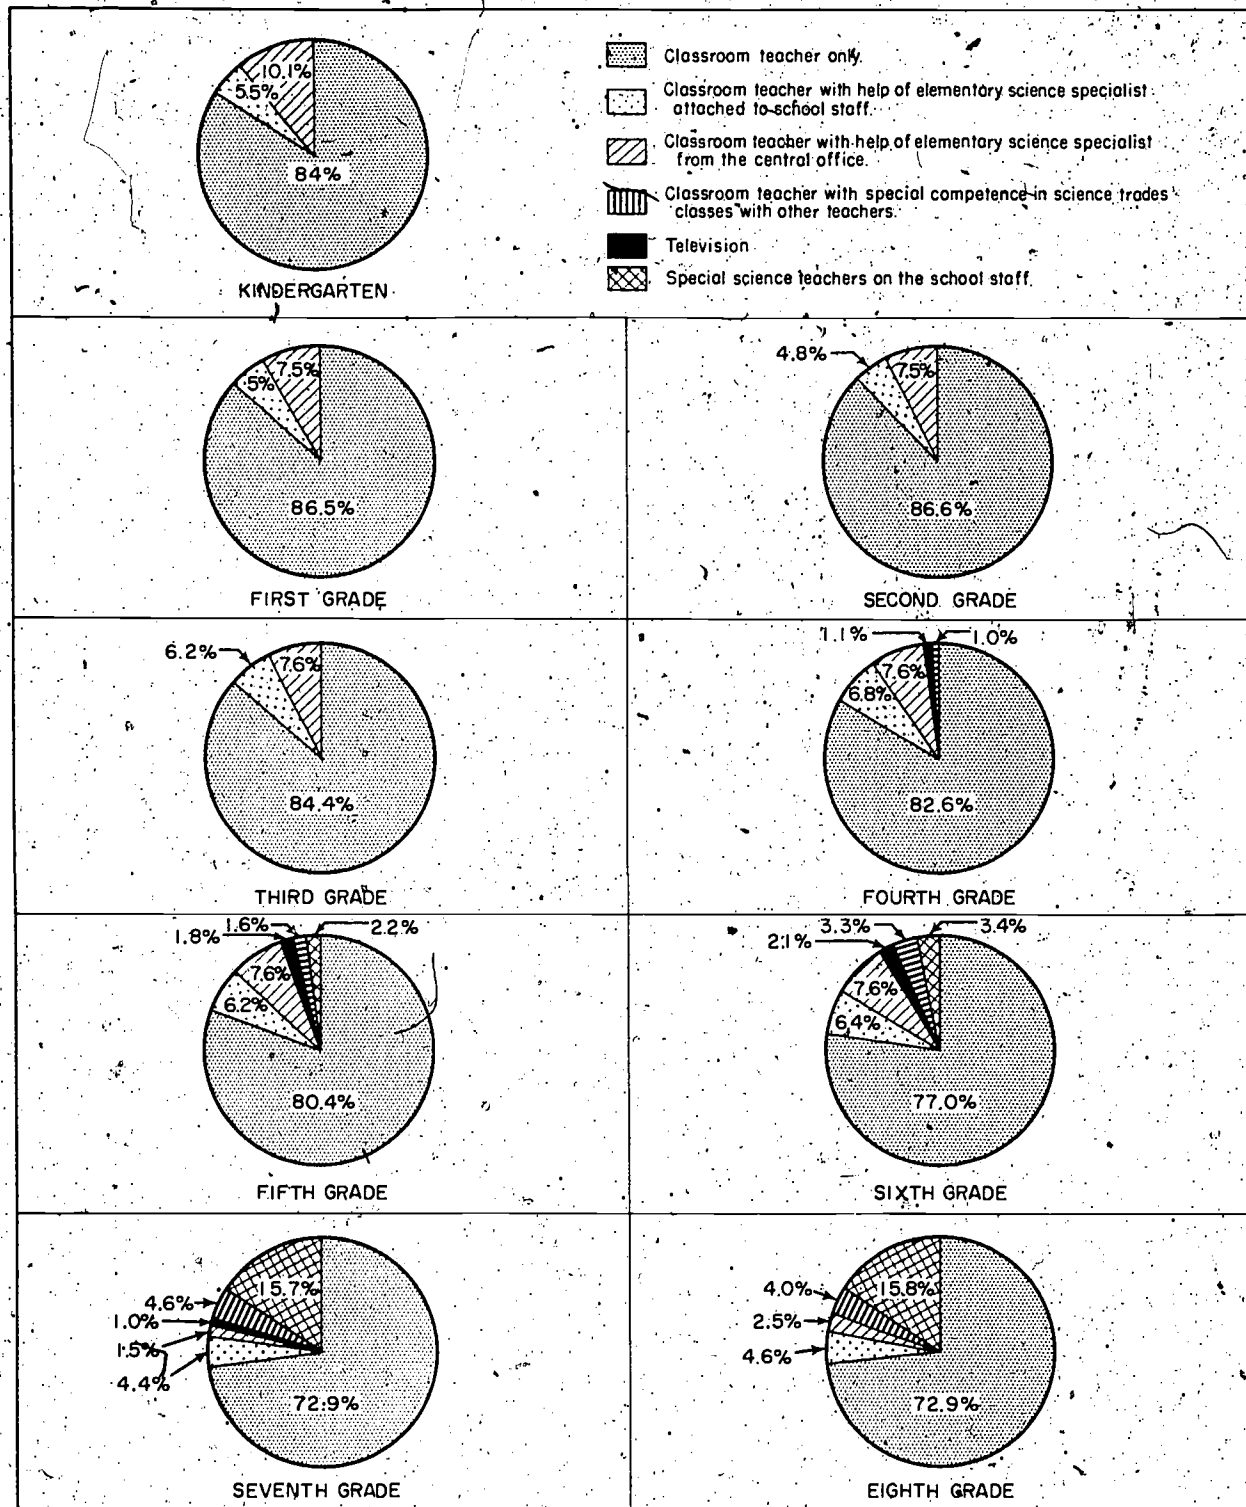 10.1%
5.5%
84%
KINDERGARTEN
Classroom teacher only.
Classroom teacher with help of elementary science specialist
attached to school staff.
Classroom teacher with help of elementary science specialist
from the central office.
Classroom teacher with special competence in science trades
classes with other teachers.
Television
Special science teachers on the school staff.
7.5%
5%
86.5%
FIRST GRADE
4.8%
7.5%
86.6%
SECOND GRADE
6.2%
7.6%
84.4%
THIRD GRADE
1.1%
1.0%
7.6%
6.8%
82.6%
FOURTH GRADE
1.6%
2.2%
1.8%
7.6%
6.2%
80.4%
FIFTH GRADE
3.3%
3.4%
2.1%
7.6%
6.4%
77.0%
SIXTH GRADE
15.7%
4.6%
1.0%
1.5%
4.4%
72.9%
SEVENTH GRADE
15.8%
4.0%
2.5%
4.6%
72.9%
EIGHTH GRADE